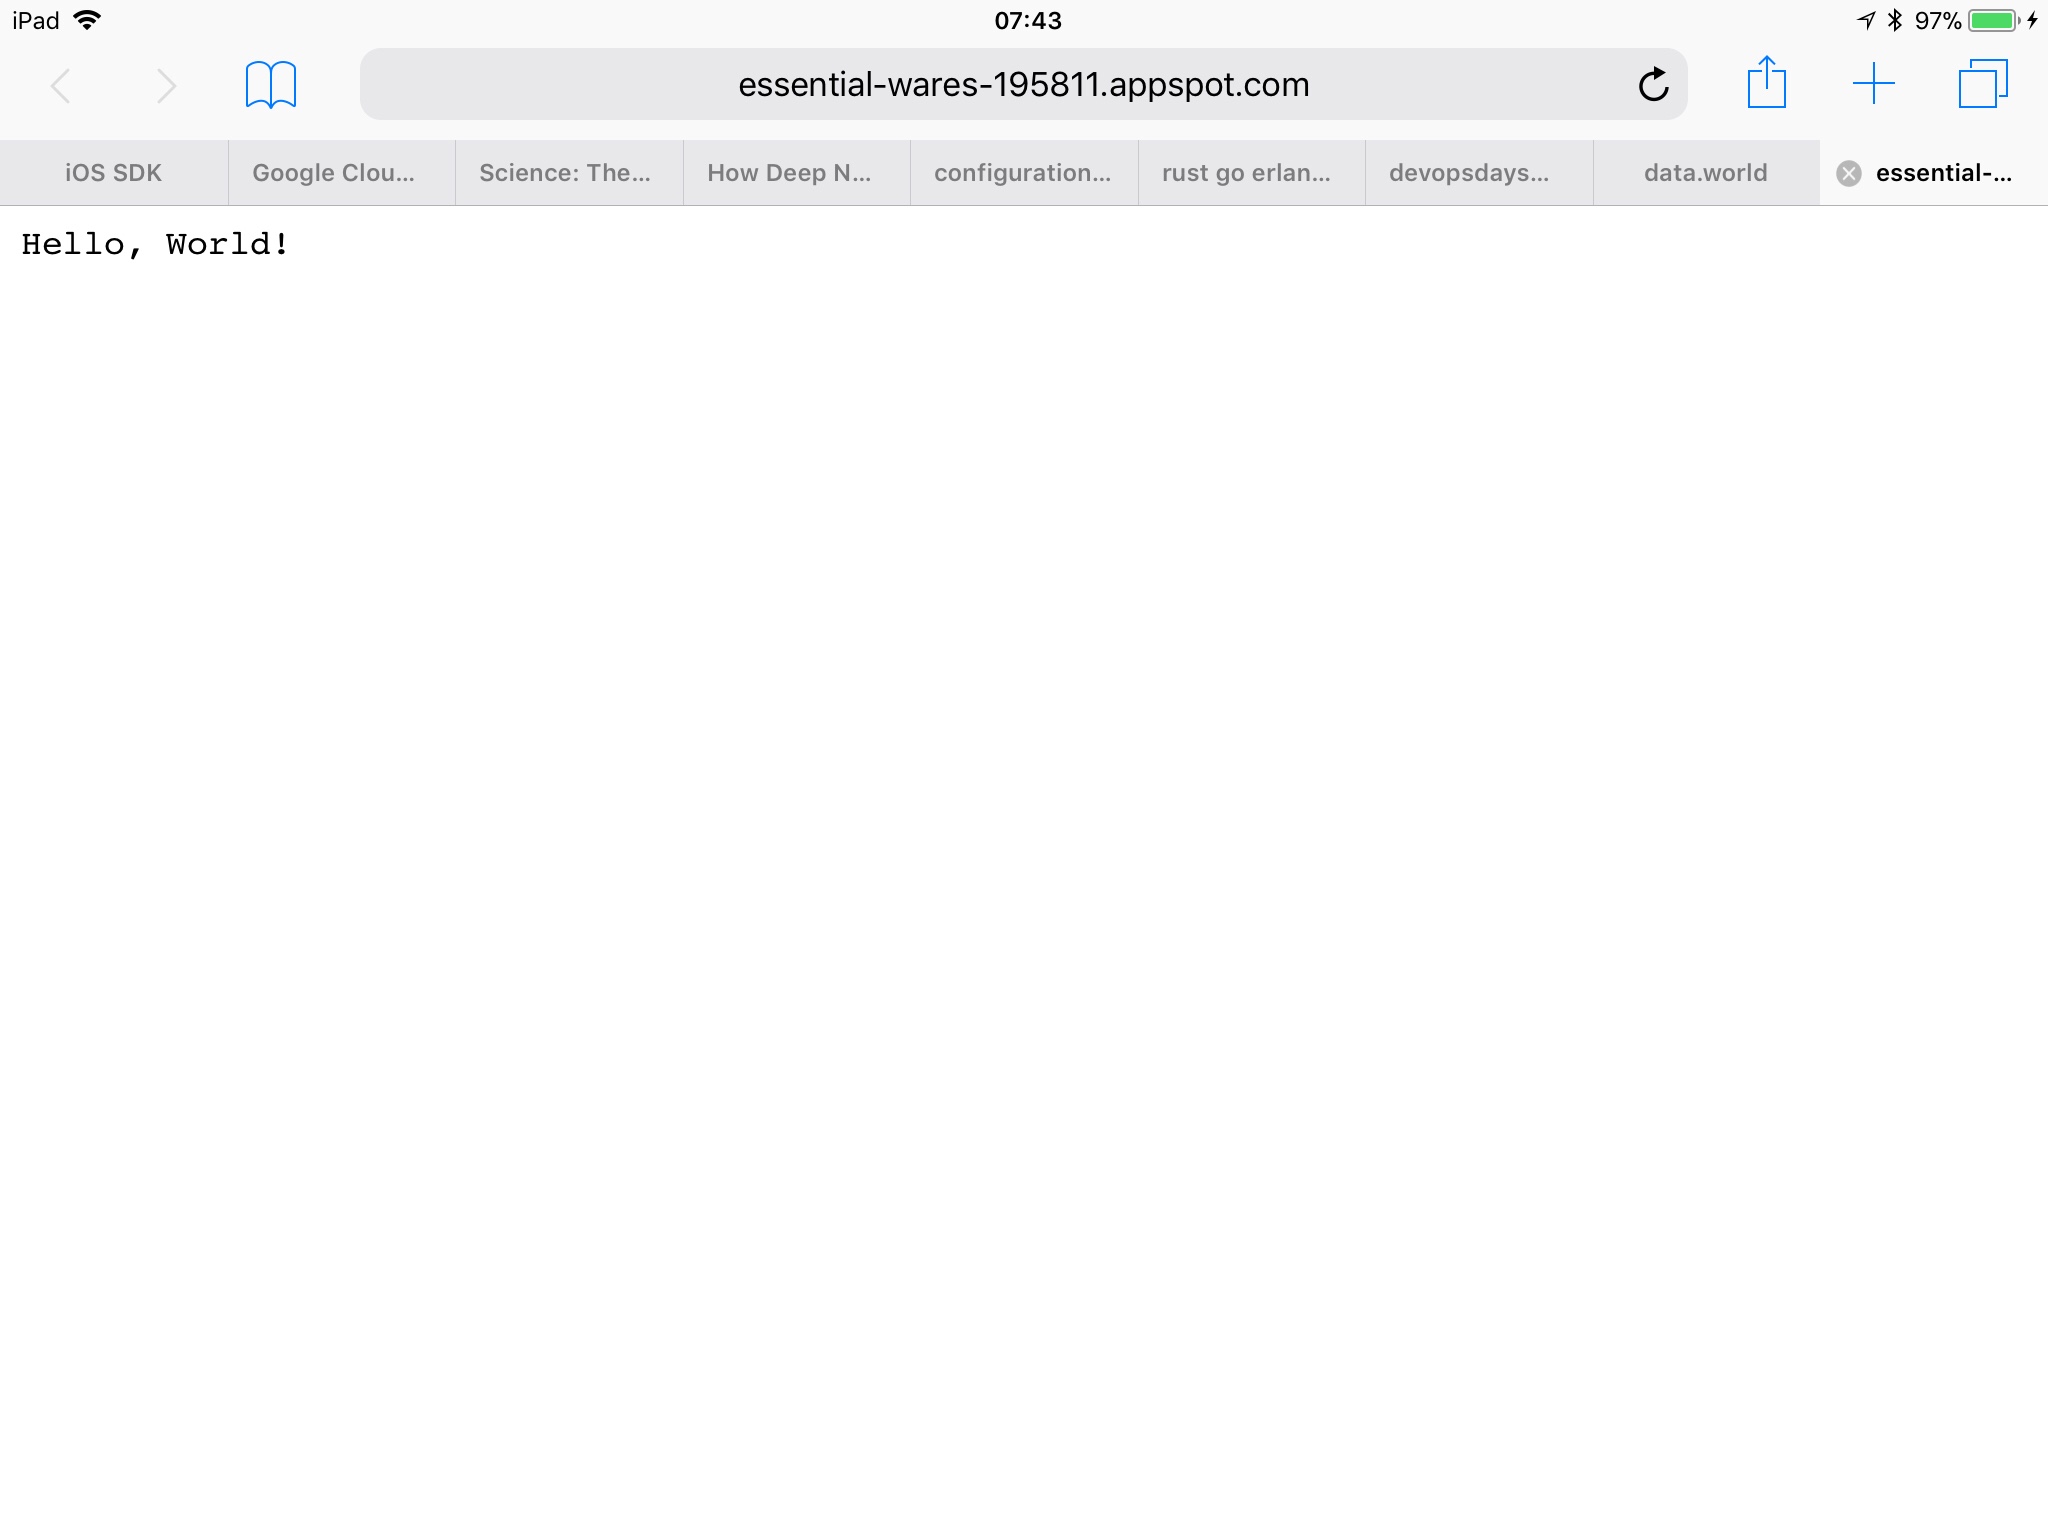 iPad 07:43 97%
essential-wares-195811.appspot.com
iOS SDK Google Clou... Science: The... How Deep N... configuration... rust go erlan... devopsdays... data.world essential-...
Hello, World!